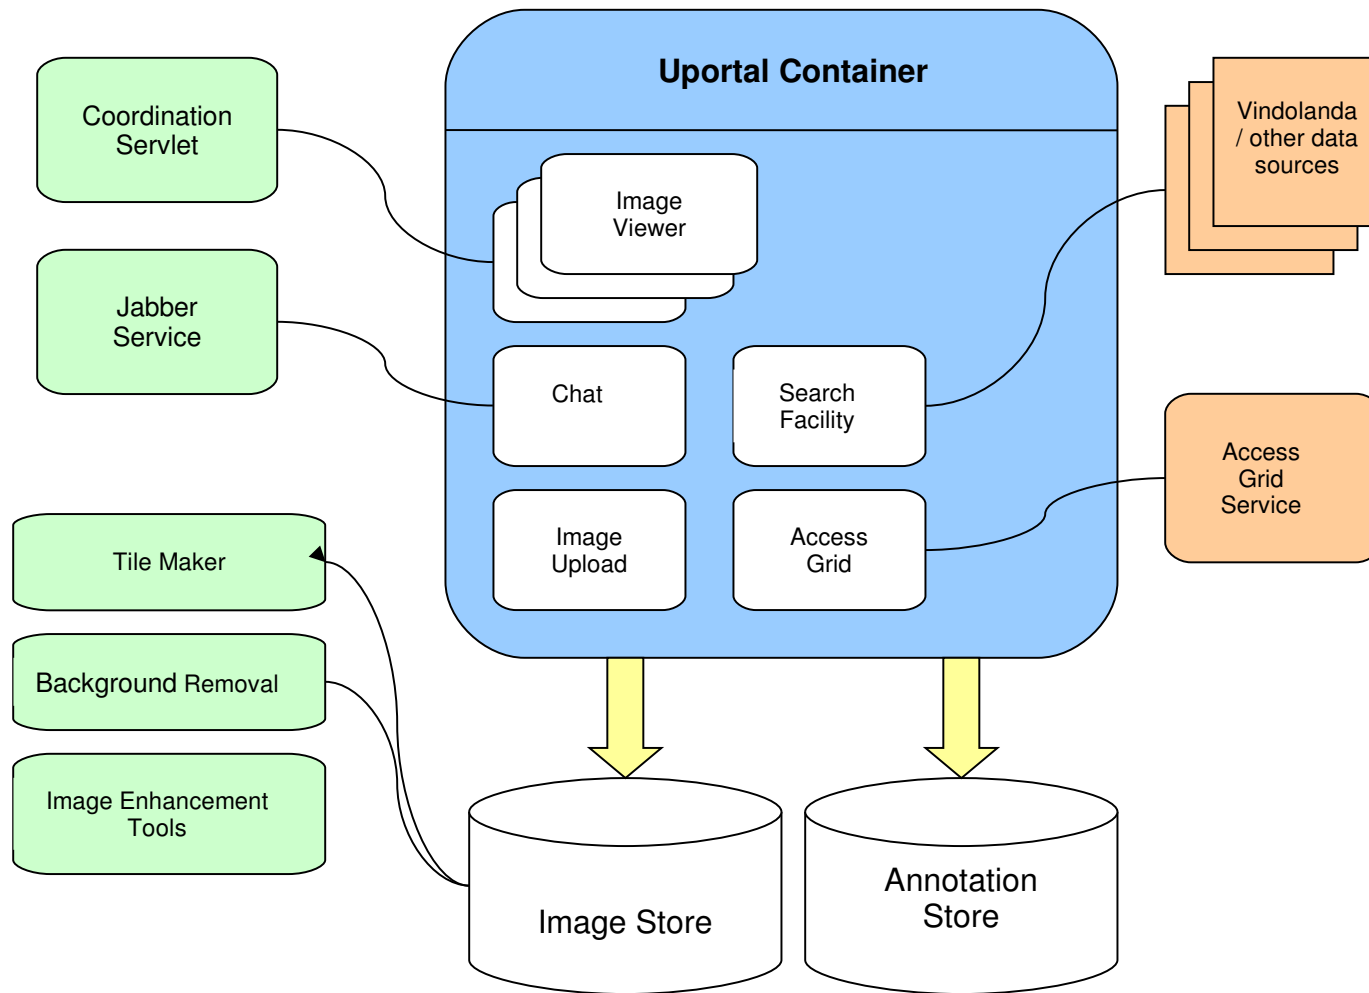 Uportal Container
Coordination
Servlet
Image
Viewer
Vindolanda
/ other data
sources
Jabber
Service
Chat
Search
Facility
Access
Grid
Service
Image
Upload
Access
Grid
Tile Maker
Background Removal
Image Enhancement
Tools
Image Store
Annotation
Store